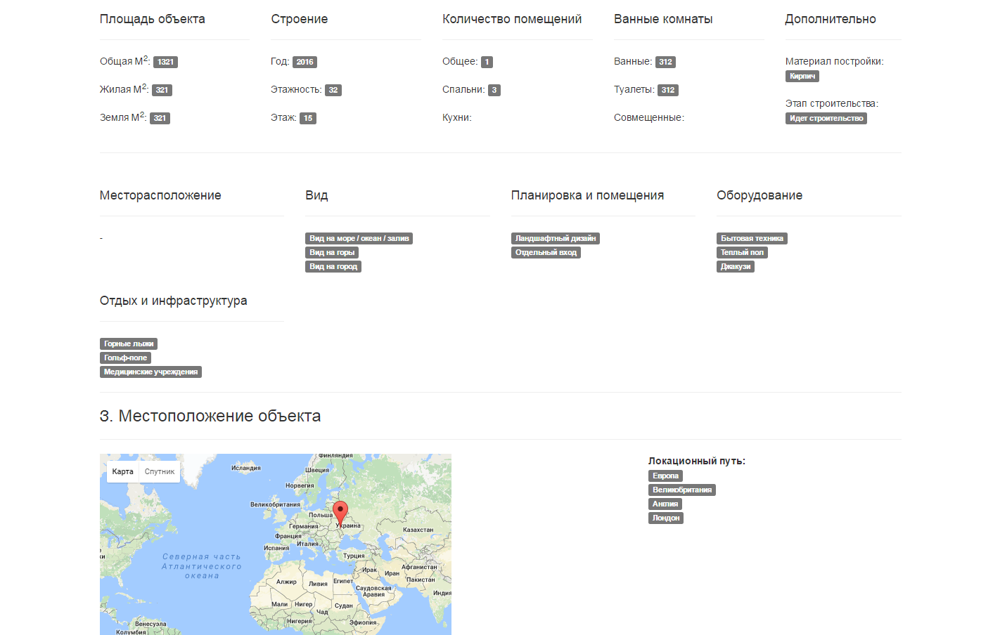 Площадь объекта
Строение
Количество помещений
Ванные комнаты
Дополнительно
Общая М²: 1321
Год: 2016
Общее: 1
Ванные: 312
Материал постройки:
Кирпич
Жилая М²: 321
Этажность: 32
Спальни: 3
Туалеты: 312
Этап строительства:
Идет строительство
Земля М²: 321
Этаж: 15
Кухни:
Совмещенные:
Месторасположение
Вид
Планировка и помещения
Оборудование
-
Вид на море / океан / залив
Вид на горы
Вид на город
Ландшафтный дизайн
Отдельный вход
Бытовая техника
Теплый пол
Джакузи
Отдых и инфраструктура
Горные лыжи
Гольф-поле
Медицинские учреждения
3. Местоположение объекта
Карта
Спутник
Финляндия
Исландия
Швеция
Норвегия
Великобритания
Польша
Украина
Германия
Казахстан
Франция
Италия
Испания
Турция
Северная часть
Атлантического
океана
Афганистан
Ирак
Иран
Пакистан
Алжир
Ливия
Египет
Саудовская
Аравия
Индия
Мали
Нигер
Судан
Чад
Нигерия
Эфиопия
Венесуэла
Колумбия
Локационный путь:
Европа
Великобритания
Англия
Лондон